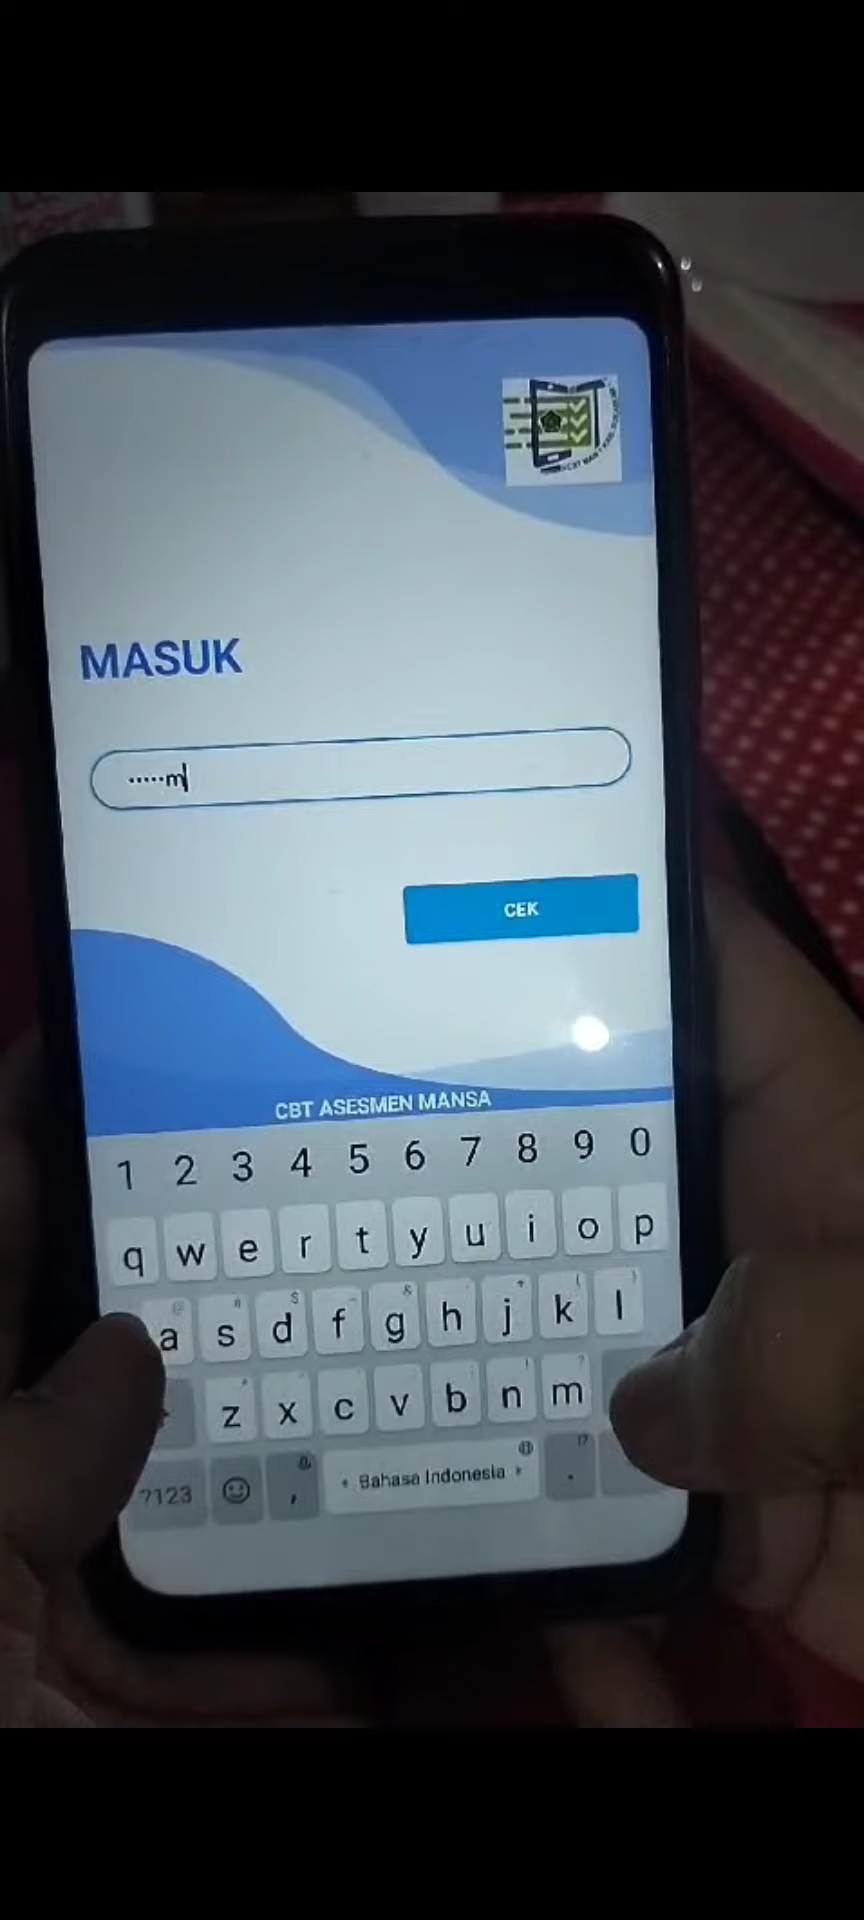 MASUK
•••••m
CEK
CBT ASESMEN MANSA
1 2 3 4 5 6 7 8 9 0
q w e r t y u i o p
a s d f g h j k l
z x c v b n m
?123 , Bahasa Indonesia .